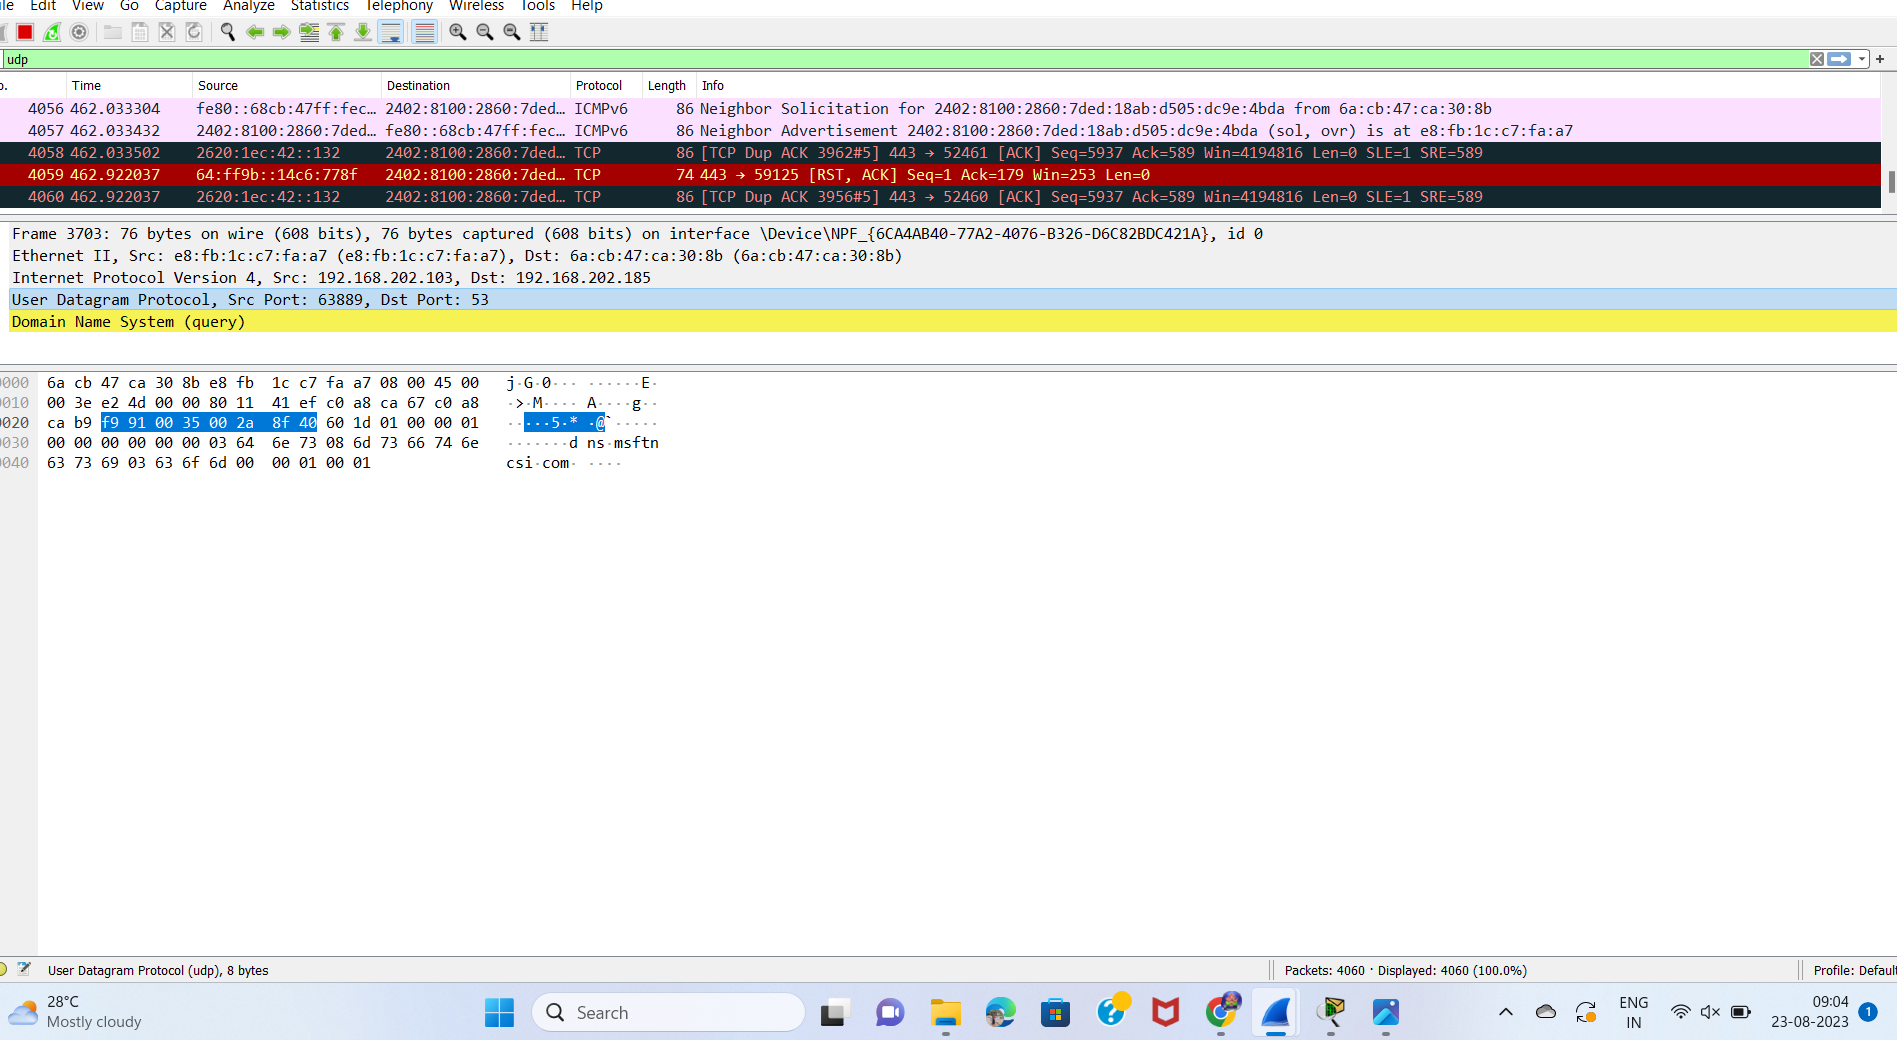 ile Edit View Go Capture Analyze Statistics Telephony Wireless Tools Help
udp
o. Time Source Destination Protocol Length Info
4056 462.033304 fe80::68cb:47ff:fec… 2402:8100:2860:7ded… ICMPv6 86 Neighbor Solicitation for 2402:8100:2860:7ded:18ab:d505:dc9e:4bda from 6a:cb:47:ca:30:8b
4057 462.033432 2402:8100:2860:7ded… fe80::68cb:47ff:fec… ICMPv6 86 Neighbor Advertisement 2402:8100:2860:7ded:18ab:d505:dc9e:4bda (sol, ovr) is at e8:fb:1c:c7:fa:a7
4058 462.033502 2620:1ec:42::132 2402:8100:2860:7ded… TCP 86 [TCP Dup ACK 3962#5] 443 → 52461 [ACK] Seq=5937 Ack=589 Win=4194816 Len=0 SLE=1 SRE=589
4059 462.922037 64:ff9b::14c6:778f 2402:8100:2860:7ded… TCP 74 443 → 59125 [RST, ACK] Seq=1 Ack=179 Win=253 Len=0
4060 462.922037 2620:1ec:42::132 2402:8100:2860:7ded… TCP 86 [TCP Dup ACK 3956#5] 443 → 52460 [ACK] Seq=5937 Ack=589 Win=4194816 Len=0 SLE=1 SRE=589
Frame 3703: 76 bytes on wire (608 bits), 76 bytes captured (608 bits) on interface \Device\NPF_{6CA4AB40-77A2-4076-B326-D6C82BDC421A}, id 0
Ethernet II, Src: e8:fb:1c:c7:fa:a7 (e8:fb:1c:c7:fa:a7), Dst: 6a:cb:47:ca:30:8b (6a:cb:47:ca:30:8b)
Internet Protocol Version 4, Src: 192.168.202.103, Dst: 192.168.202.185
User Datagram Protocol, Src Port: 63889, Dst Port: 53
Domain Name System (query)
0000 6a cb 47 ca 30 8b e8 fb 1c c7 fa a7 08 00 45 00 j·G·0··· ······E·
0010 00 3e e2 4d 00 00 80 11 41 ef c0 a8 ca 67 c0 a8 ·>·M···· A····g··
0020 ca b9 f9 91 00 35 00 2a 8f 40 60 1d 01 00 00 01 ·····5·* ·@`·····
0030 00 00 00 00 00 00 03 64 6e 73 08 6d 73 66 74 6e ·······d ns·msftn
0040 63 73 69 03 63 6f 6d 00 00 01 00 01 csi·com· ····
User Datagram Protocol (udp), 8 bytes Packets: 4060 · Displayed: 4060 (100.0%) Profile: Default
28°C
Mostly cloudy
Search
ENG
IN
09:04
23-08-2023
1